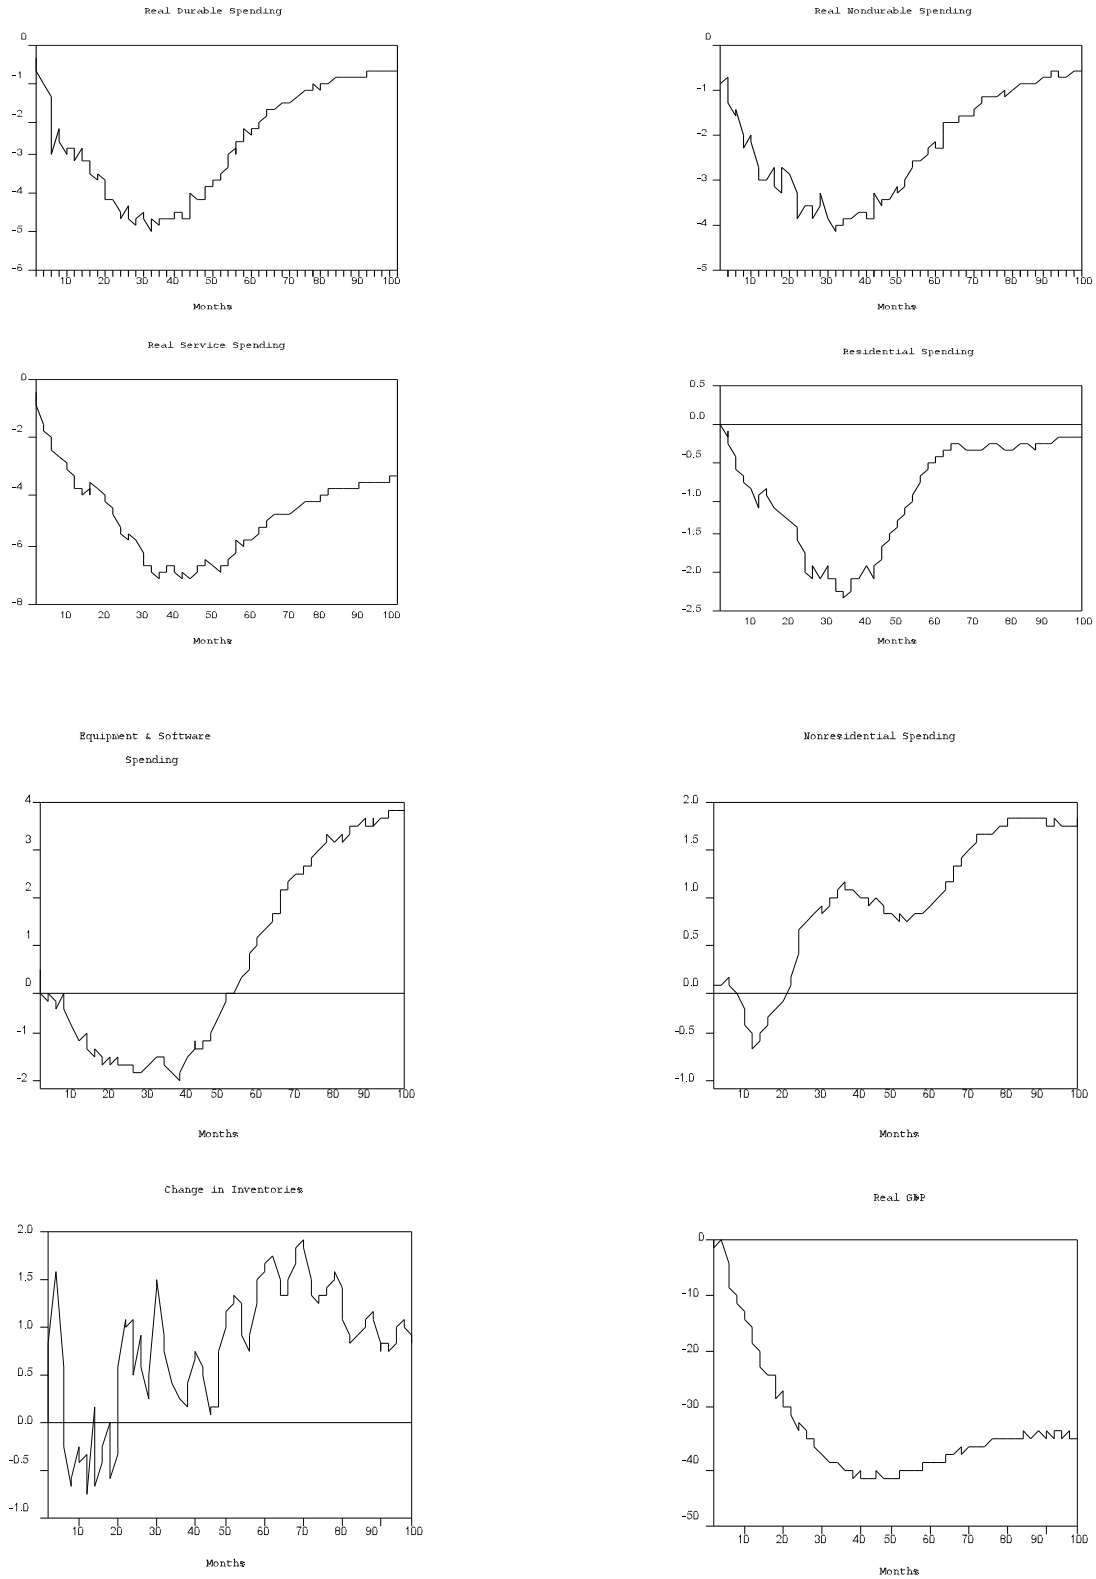 Real Durable Spending
0
-1
-2
-3
-4
-5
-6
10 20 30 40 50 60 70 80 90 100
Months
Real Nondurable Spending
0
-1
-2
-3
-4
-5
10 20 30 40 50 60 70 80 90 100
Months
Real Service Spending
0
-2
-4
-6
-8
10 20 30 40 50 60 70 80 90 100
Months
Residential Spending
0.5
0.0
-0.5
-1.0
-1.5
-2.0
-2.5
10 20 30 40 50 60 70 80 90 100
Months
Equipment & Software
Spending
4
3
2
1
0
-1
-2
10 20 30 40 50 60 70 80 90 100
Months
Nonresidential Spending
2.0
1.5
1.0
0.5
0.0
-0.5
-1.0
10 20 30 40 50 60 70 80 90 100
Months
Change in Inventories
2.0
1.5
1.0
0.5
0.0
-0.5
-1.0
10 20 30 40 50 60 70 80 90 100
Months
Real GDP
0
-10
-20
-30
-40
-50
10 20 30 40 50 60 70 80 90 100
Months